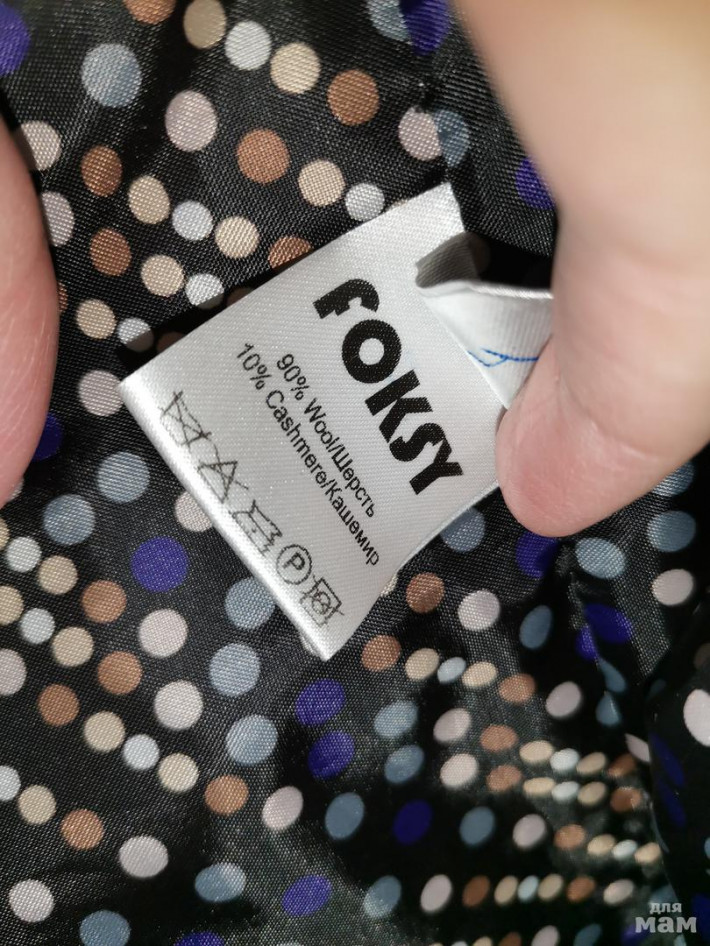 FOKSY
90% Wool/Шерсть
10% Cashmere/Кашемир
P
для
мам